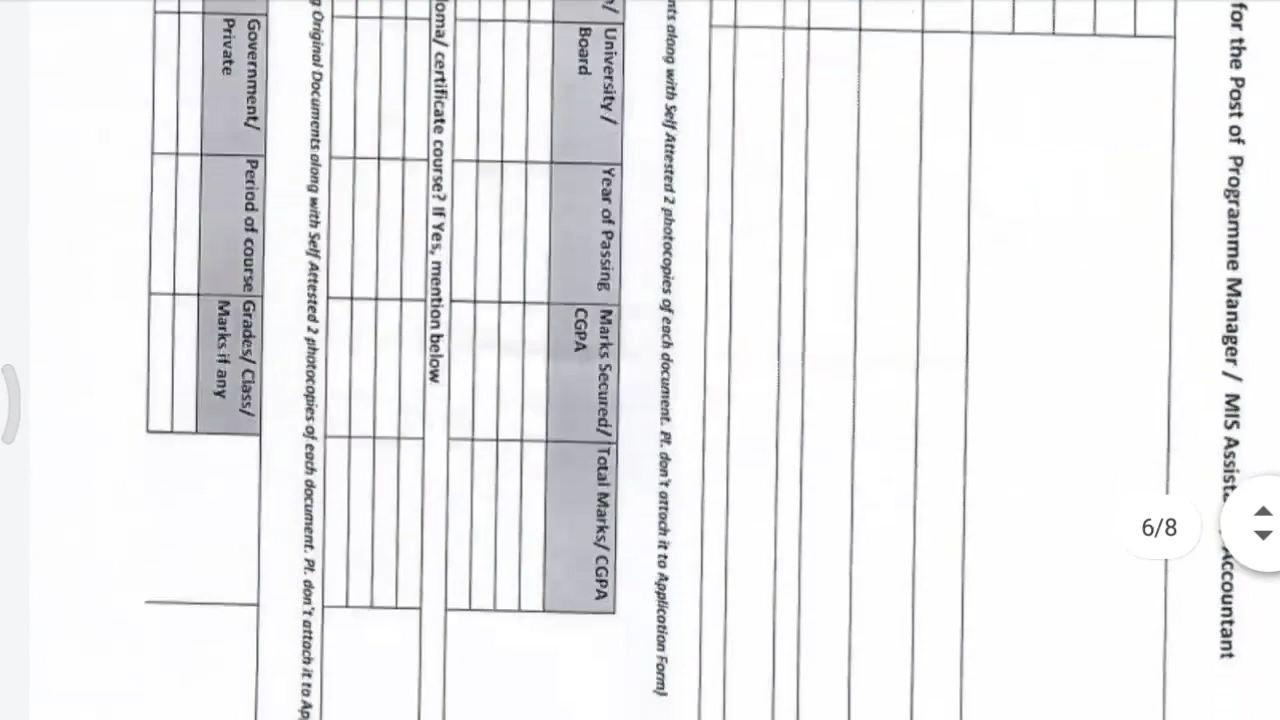 for the Post of Programme Manager / MIS Accountant
nts along with Self Attested 2 photocopies of each document. Pl. don't attach it to Application Form)
University / Board
Year of Passing
Marks Secured/ CGPA
Total Marks/ CGPA
oma/ certificate course? If Yes, mention below
g Original Documents along with Self Attested 2 photocopies of each document. Pl. don't attach it to Ap
Government/ Private
Period of course
Grades/ Class/ Marks if any
6/8